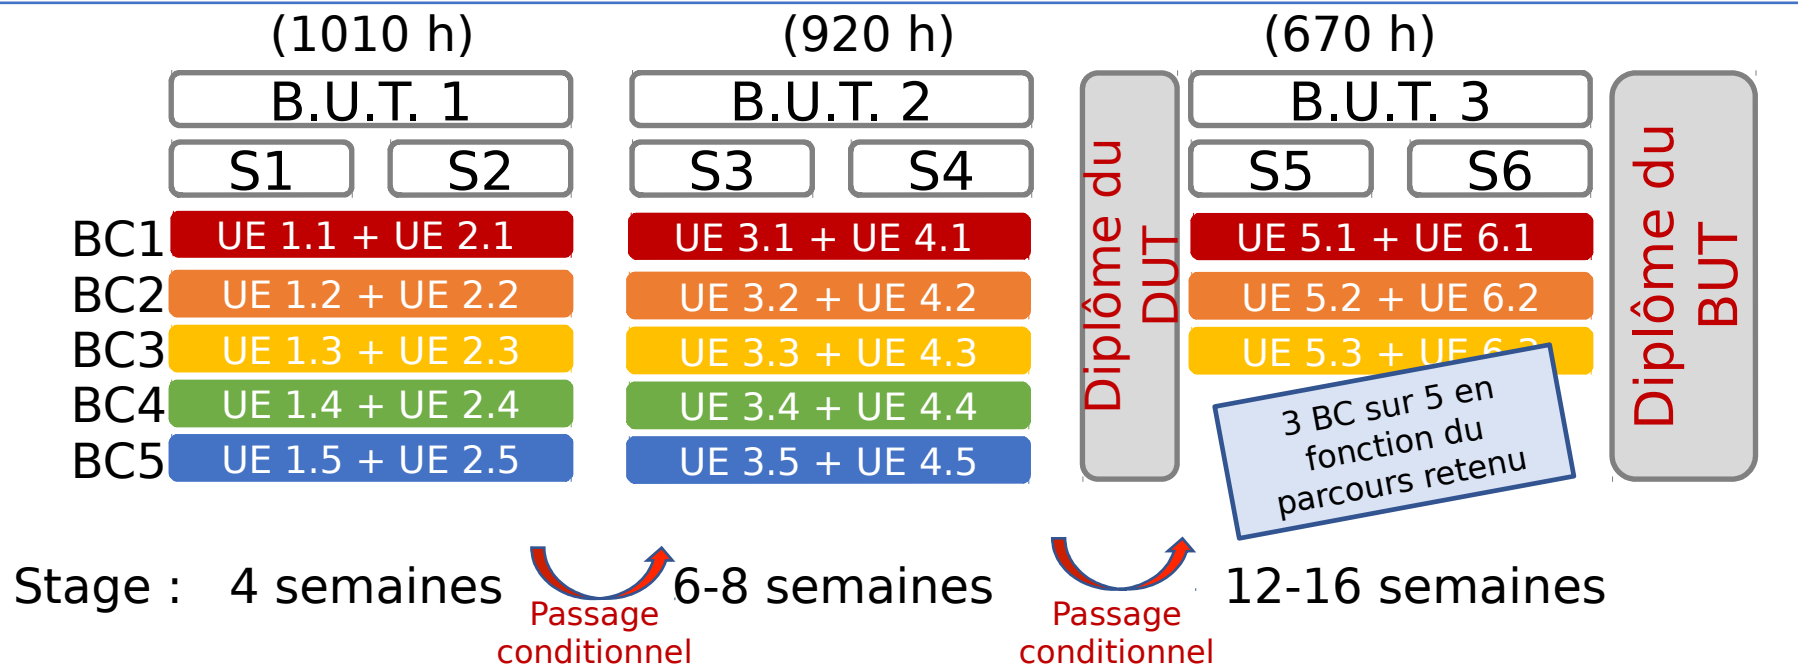 (1010 h)
(920 h)
(670 h)
B.U.T. 1
B.U.T. 2
B.U.T. 3
S1
S2
S3
S4
S5
S6
Diplôme du
DUT
Diplôme du
BUT
BC1
UE 1.1 + UE 2.1
UE 3.1 + UE 4.1
UE 5.1 + UE 6.1
BC2
UE 1.2 + UE 2.2
UE 3.2 + UE 4.2
UE 5.2 + UE 6.2
BC3
UE 1.3 + UE 2.3
UE 3.3 + UE 4.3
UE 5.3 + UE
BC4
UE 1.4 + UE 2.4
UE 3.4 + UE 4.4
BC5
UE 1.5 + UE 2.5
UE 3.5 + UE 4.5
3 BC sur 5 en
fonction du
parcours retenu
Stage :
4 semaines
6-8 semaines
12-16 semaines
Passage
conditionnel
Passage
conditionnel